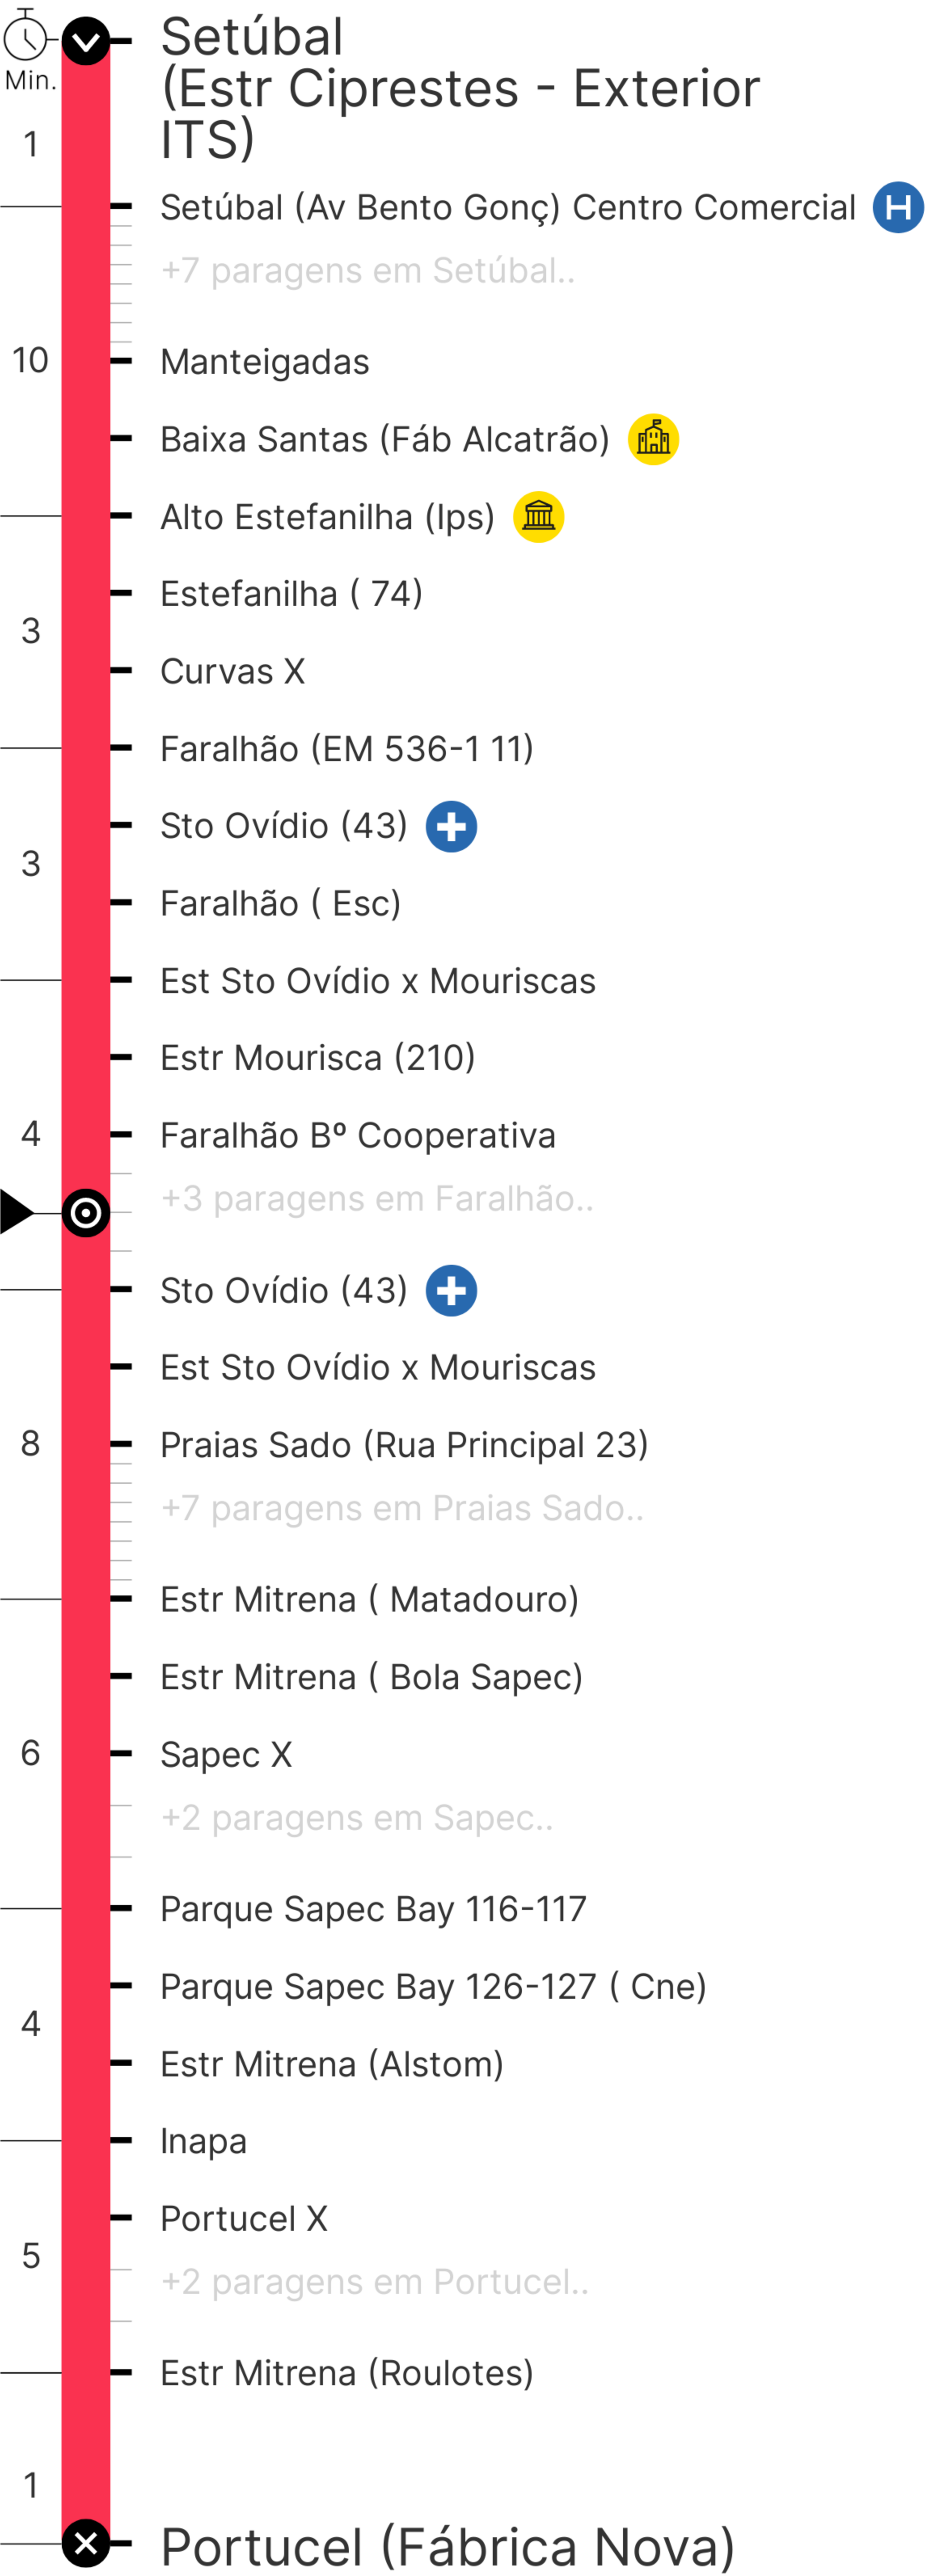 Setúbal
(Estr Ciprestes - Exterior
ITS)
Min.
1
Setúbal (Av Bento Gonç) Centro Comercial H
+7 paragens em Setúbal..
10
Manteigadas
Baixa Santas (Fáb Alcatrão)
Alto Estefanilha (Ips)
Estefanilha ( 74)
3
Curvas X
Faralhão (EM 536-1 11)
Sto Ovídio (43)
3
Faralhão ( Esc)
Est Sto Ovídio x Mouriscas
Estr Mourisca (210)
4
Faralhão Bº Cooperativa
+3 paragens em Faralhão..
Sto Ovídio (43)
Est Sto Ovídio x Mouriscas
8
Praias Sado (Rua Principal 23)
+7 paragens em Praias Sado..
Estr Mitrena ( Matadouro)
Estr Mitrena ( Bola Sapec)
6
Sapec X
+2 paragens em Sapec..
Parque Sapec Bay 116-117
Parque Sapec Bay 126-127 ( Cne)
4
Estr Mitrena (Alstom)
Inapa
Portucel X
5
+2 paragens em Portucel..
Estr Mitrena (Roulotes)
1
Portucel (Fábrica Nova)